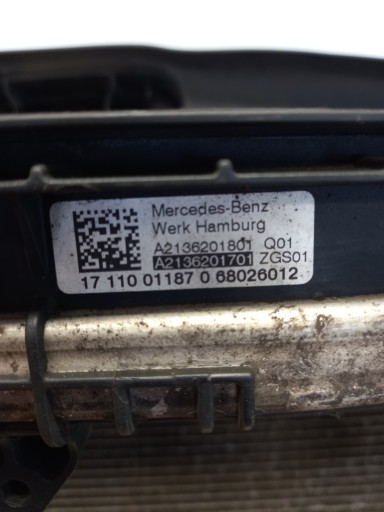 Mercedes-Benz
Werk Hamburg
A2136201801 Q01
A2136201701 ZGS01
17 110 01187 0 68026012